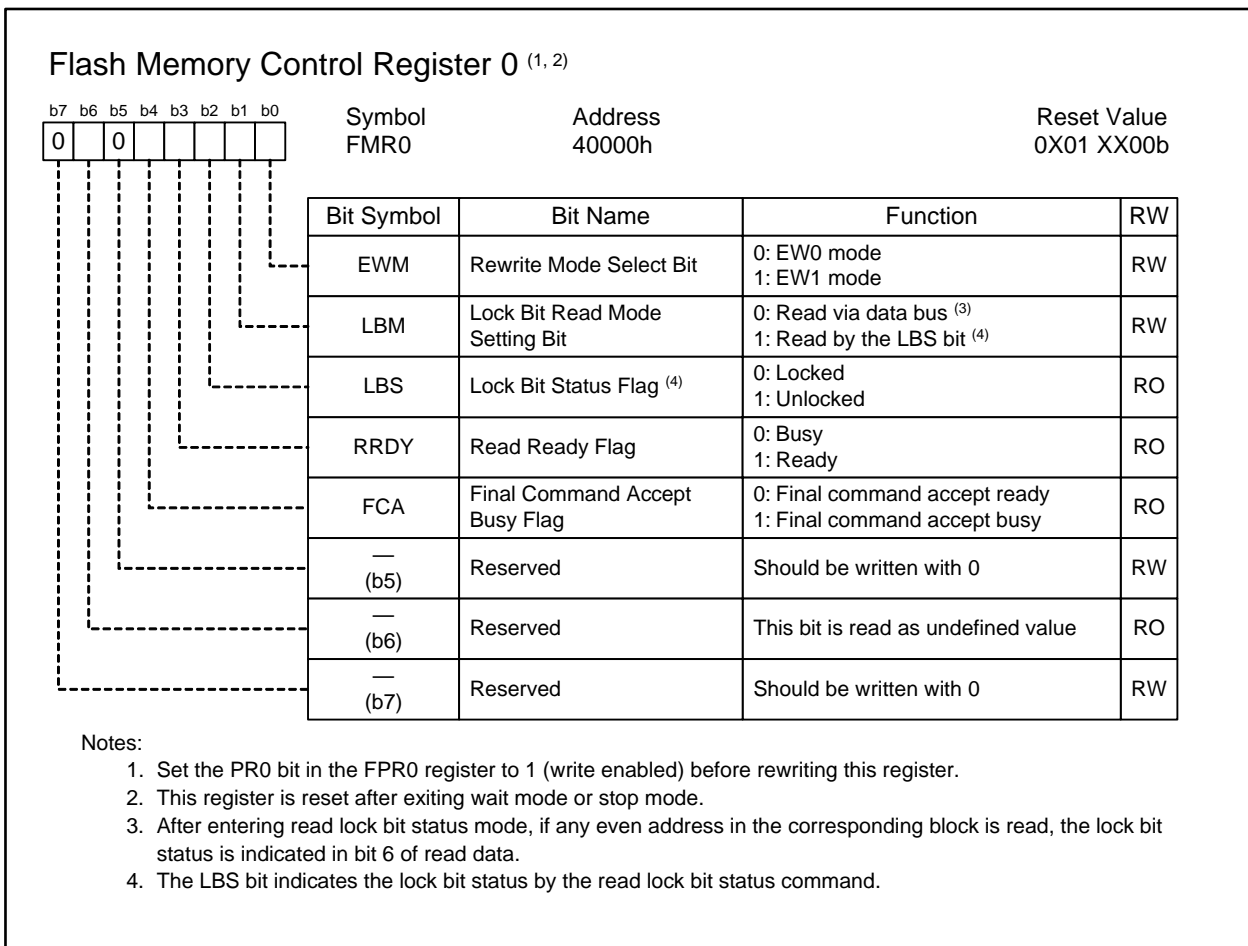 Flash Memory Control Register 0 (1, 2)
b7 b6 b5 b4 b3 b2 b1 b0
0 0
Symbol Address Reset Value
FMR0 40000h 0X01 XX00b
Bit Symbol Bit Name Function RW
EWM Rewrite Mode Select Bit 0: EW0 mode RW
1: EW1 mode
LBM Lock Bit Read Mode 0: Read via data bus (3) RW
Setting Bit 1: Read by the LBS bit (4)
LBS Lock Bit Status Flag (4) 0: Locked RO
1: Unlocked
RRDY Read Ready Flag 0: Busy RO
1: Ready
FCA Final Command Accept 0: Final command accept ready RO
Busy Flag 1: Final command accept busy
— Reserved Should be written with 0 RW
(b5)
— Reserved This bit is read as undefined value RO
(b6)
— Reserved Should be written with 0 RW
(b7)
Notes:
1. Set the PR0 bit in the FPR0 register to 1 (write enabled) before rewriting this register.
2. This register is reset after exiting wait mode or stop mode.
3. After entering read lock bit status mode, if any even address in the corresponding block is read, the lock bit
status is indicated in bit 6 of read data.
4. The LBS bit indicates the lock bit status by the read lock bit status command.